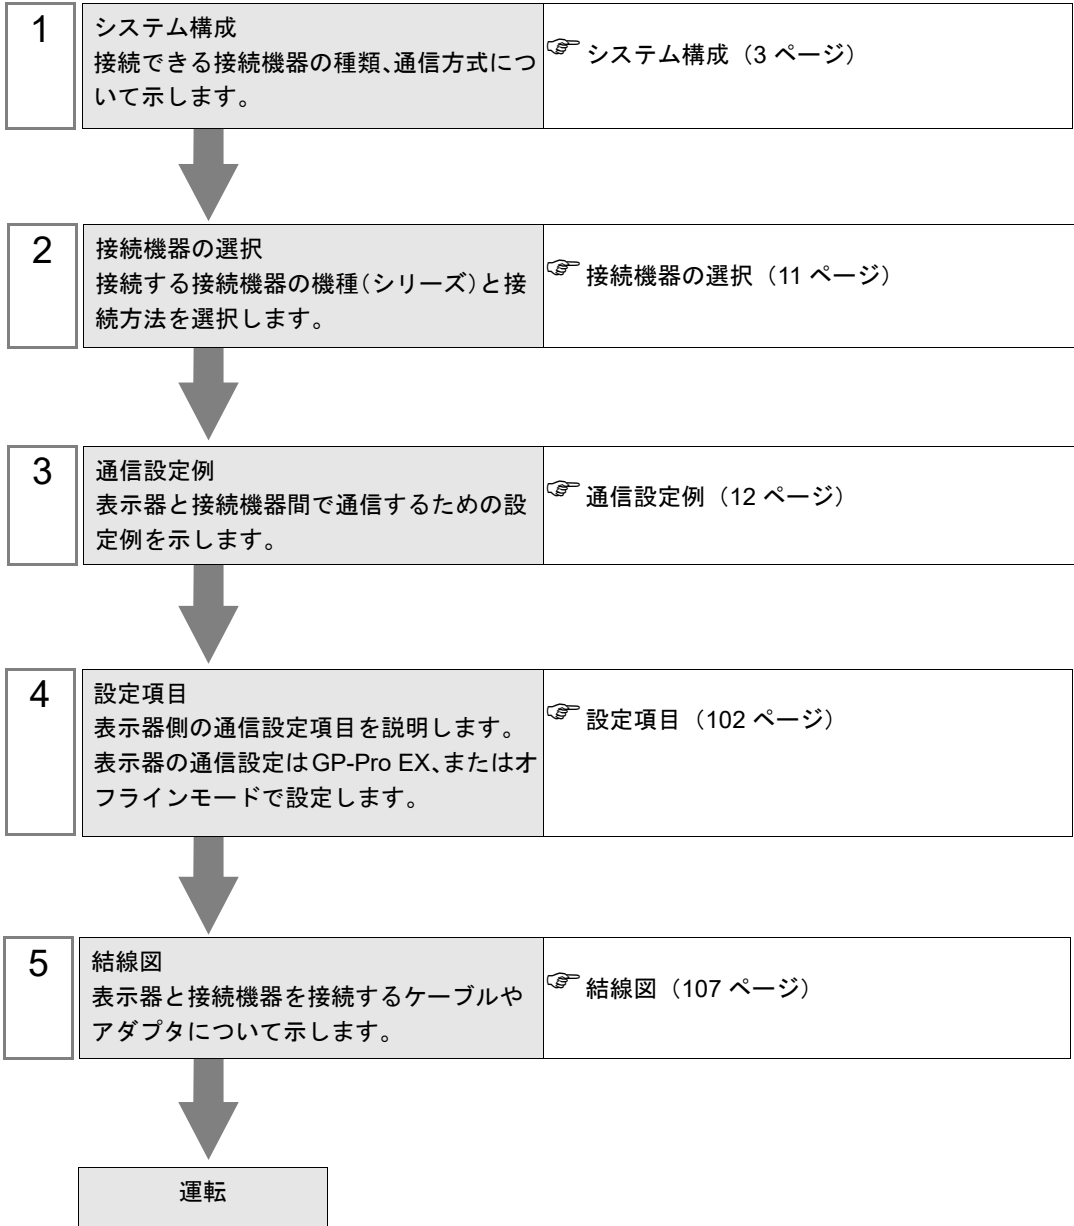 1
システム構成
接続できる接続機器の種類、通信方式につ
いて示します。
☞ システム構成（3 ページ）
2
接続機器の選択
接続する接続機器の機種（シリーズ）と接
続方法を選択します。
☞ 接続機器の選択（11 ページ）
3
通信設定例
表示器と接続機器間で通信するための設
定例を示します。
☞ 通信設定例（12 ページ）
4
設定項目
表示器側の通信設定項目を説明します。
表示器の通信設定はGP-Pro EX、またはオ
フラインモードで設定します。
☞ 設定項目（102 ページ）
5
結線図
表示器と接続機器を接続するケーブルや
アダプタについて示します。
☞ 結線図（107 ページ）
運転